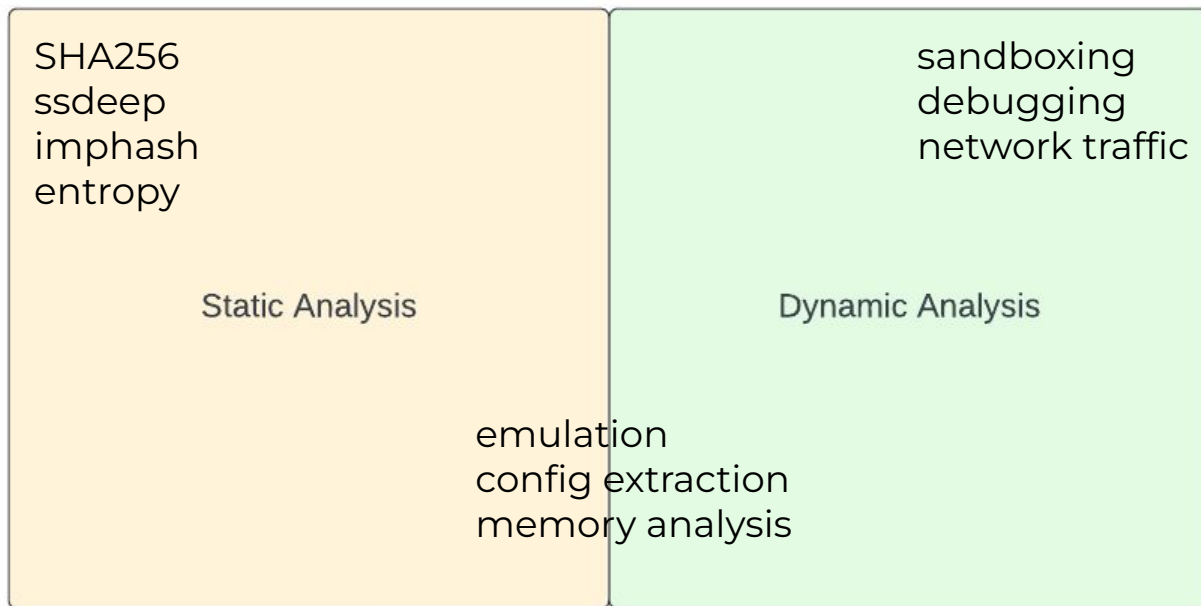 SHA256
ssdeep
imphash
entropy
sandboxing
debugging
network traffic
Static Analysis
Dynamic Analysis
emulation
config extraction
memory analysis